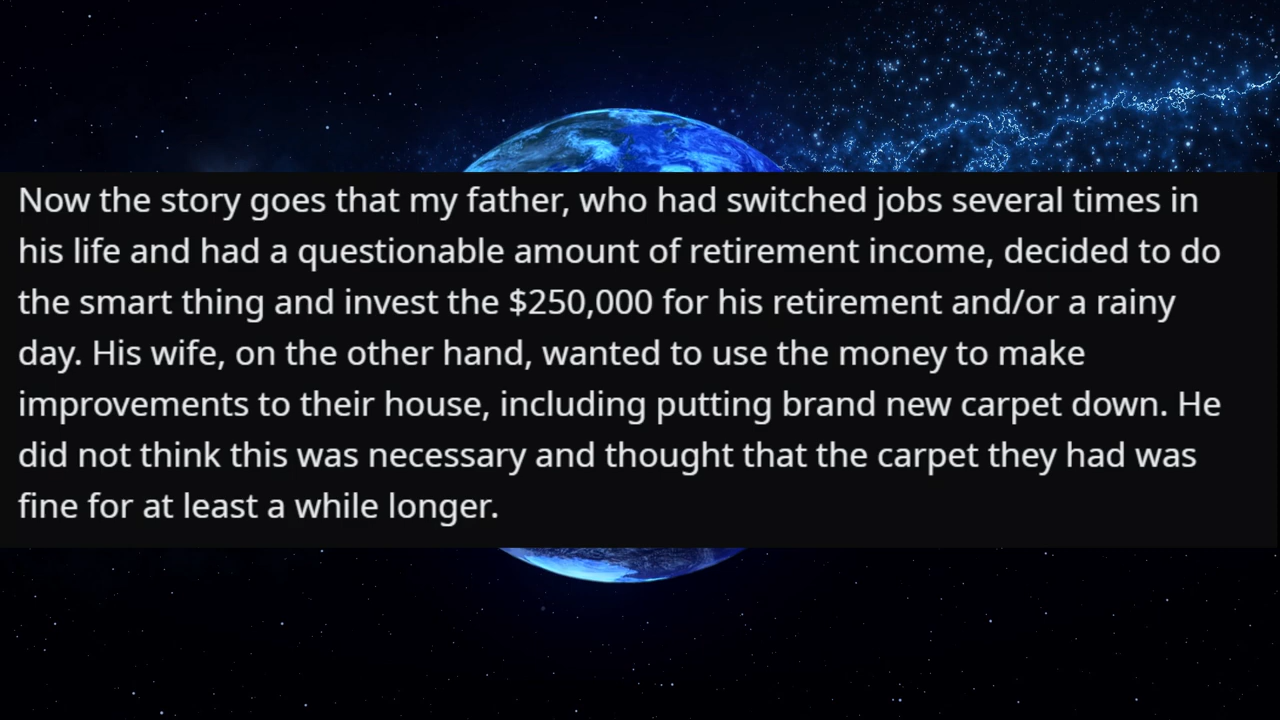 Now the story goes that my father, who had switched jobs several times in
his life and had a questionable amount of retirement income, decided to do
the smart thing and invest the $250,000 for his retirement and/or a rainy
day. His wife, on the other hand, wanted to use the money to make
improvements to their house, including putting brand new carpet down. He
did not think this was necessary and thought that the carpet they had was
fine for at least a while longer.